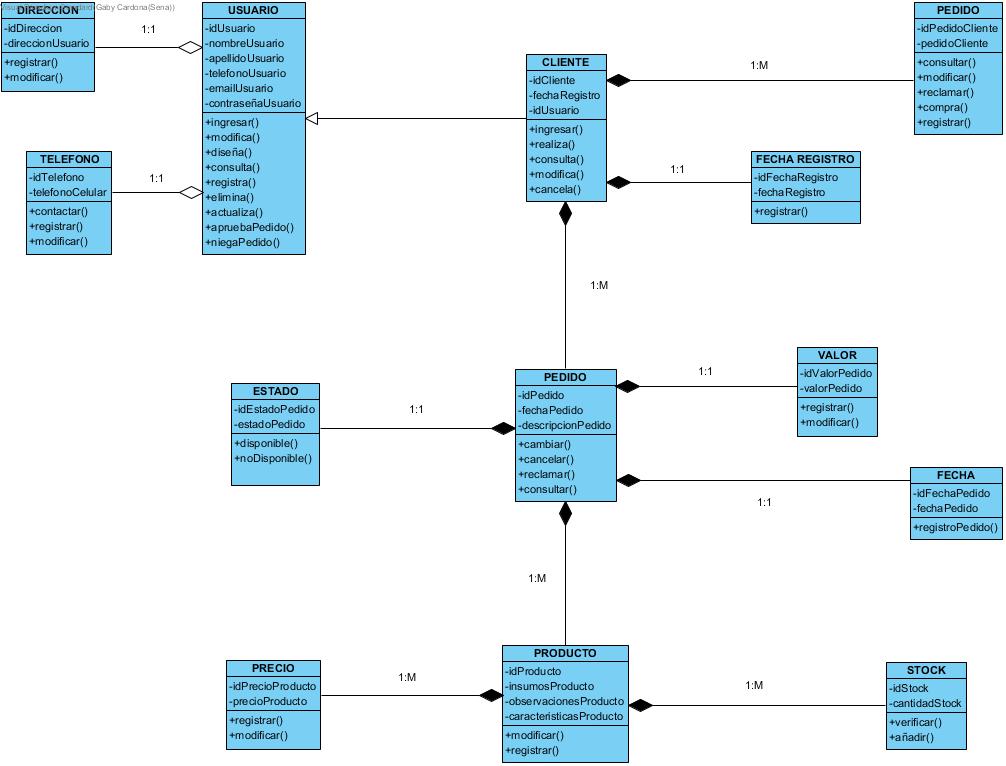 DIRECCION
-idDireccion
-direccionUsuario
+registrar()
+modificar()
1:1
USUARIO
-idUsuario
-nombreUsuario
-apellidoUsuario
-telefonoUsuario
-emailUsuario
-contraseñaUsuario
+ingresar()
+modifica()
+diseña()
+consulta()
+registra()
+elimina()
+actualiza()
+apruebaPedido()
+niegaPedido()
TELEFONO
-idTelefono
-telefonoCelular
+contactar()
+registrar()
+modificar()
1:1
CLIENTE
-idCliente
-fechaRegistro
-idUsuario
+ingresar()
+realiza()
+consulta()
+modifica()
+cancela()
1:M
PEDIDO
-idPedidoCliente
-pedidoCliente
+consultar()
+modificar()
+reclamar()
+compra()
+registrar()
1:1
FECHA REGISTRO
-idFechaRegistro
-fechaRegistro
+registrar()
1:M
ESTADO
-idEstadoPedido
-estadoPedido
+disponible()
+noDisponible()
1:1
PEDIDO
-idPedido
-fechaPedido
-descripcionPedido
+cambiar()
+cancelar()
+reclamar()
+consultar()
1:1
VALOR
-idValorPedido
-valorPedido
+registrar()
+modificar()
1:1
FECHA
-idFechaPedido
-fechaPedido
+registroPedido()
1:M
PRECIO
-idPrecioProducto
-precioProducto
+registrar()
+modificar()
1:M
PRODUCTO
-idProducto
-insumosProducto
-observacionesProducto
-caracteristicasProducto
+modificar()
+registrar()
1:M
STOCK
-idStock
-cantidadStock
+verificar()
+añadir()
Gaby Cardona(Sena))